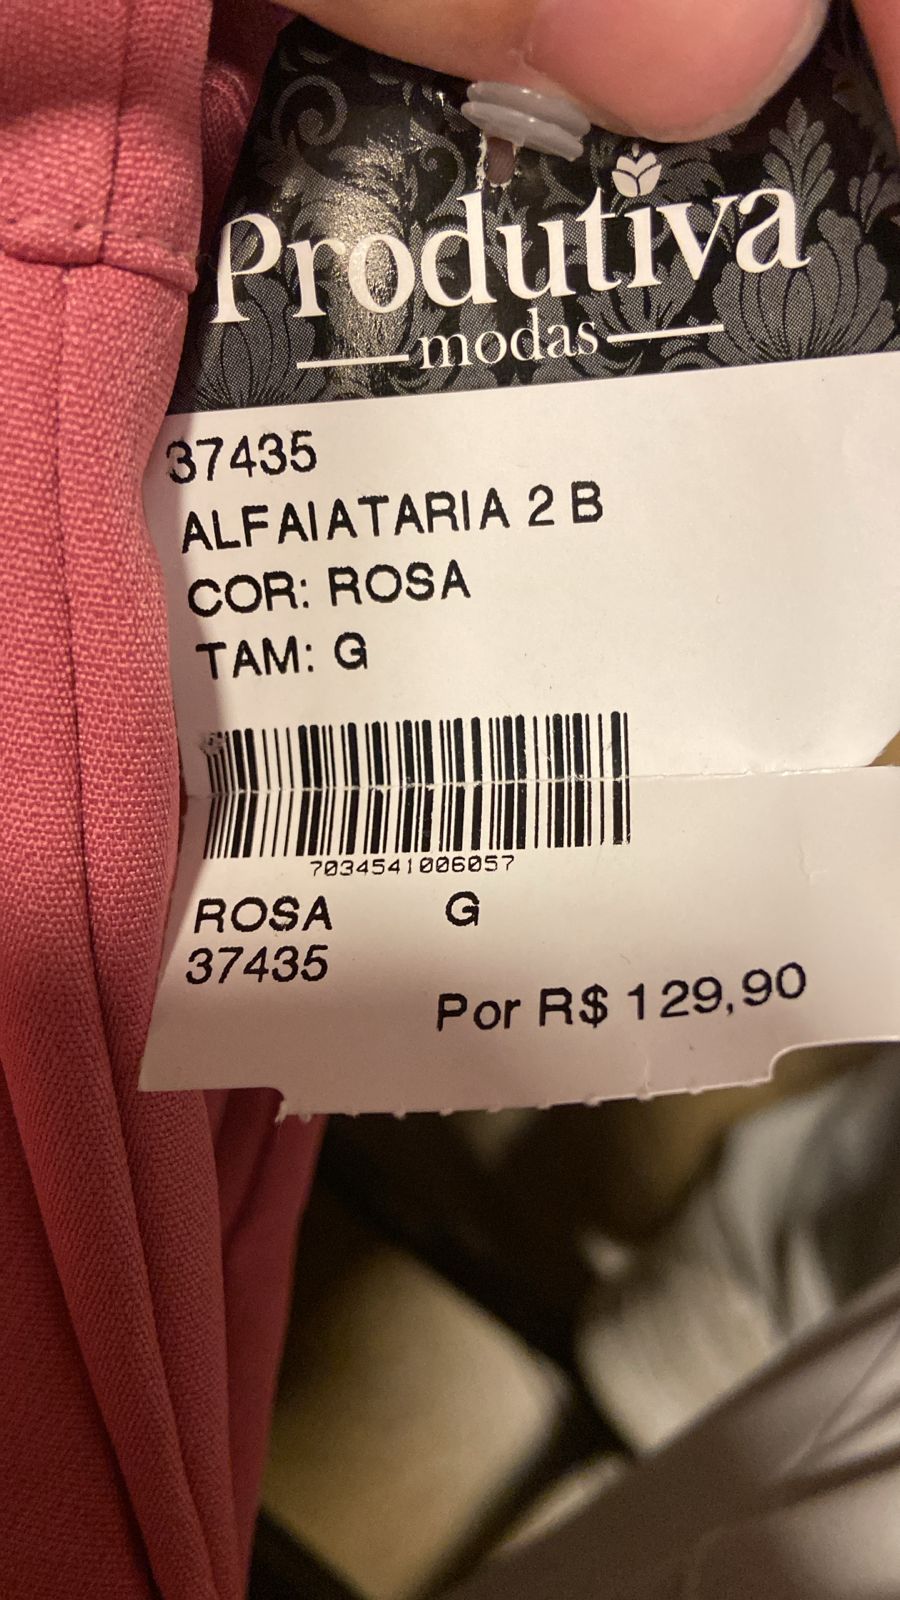 Produtiva
modas
37435
ALFAIATARIA 2 B
COR: ROSA
TAM: G
7034541006057
ROSA G
37435
Por R$ 129,90